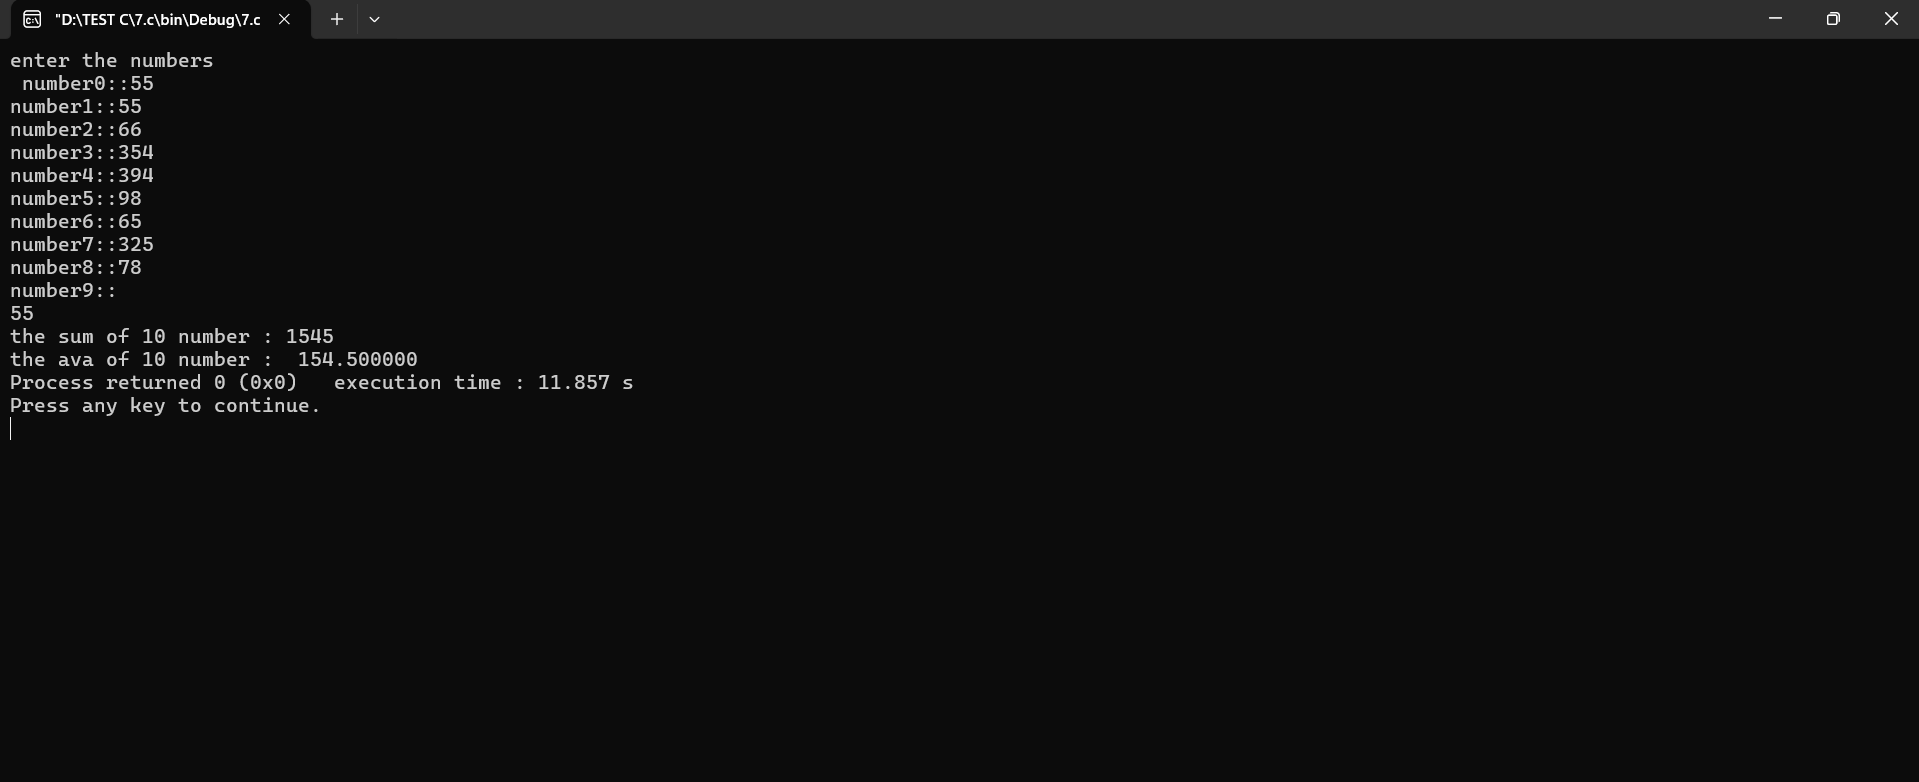 "D:\TEST C\7.c\bin\Debug\7.c
enter the numbers
 number0::55
number1::55
number2::66
number3::354
number4::394
number5::98
number6::65
number7::325
number8::78
number9::
55
the sum of 10 number : 1545
the ava of 10 number :  154.500000
Process returned 0 (0x0)   execution time : 11.857 s
Press any key to continue.